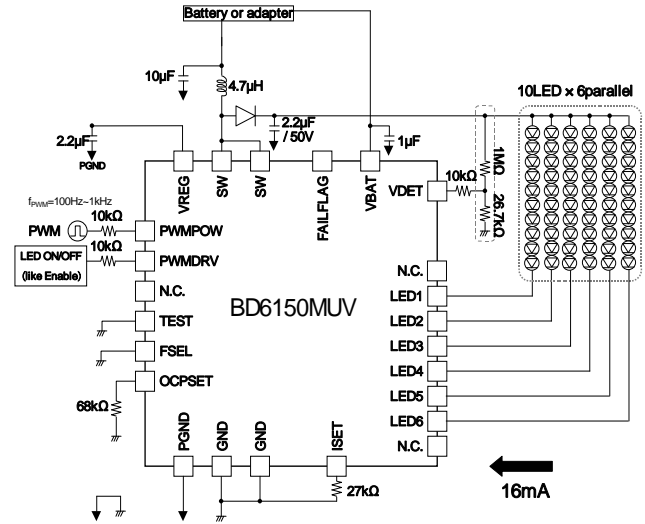 Battery or adapter
10µF
4.7µH
10LED × 6parallel
2.2µF
/ 50V
2.2µF
1µF
PGND
1MΩ
VREG
SW
SW
FAILFLAG
VBAT
VDET
10kΩ
26.7kΩ
fPWM=100Hz~1kHz
10kΩ
PWM
PWMPOW
10kΩ
LED ON/OFF
(like Enable)
PWMDRV
N.C.
N.C.
BD6150MUV
LED1
TEST
LED2
FSEL
LED3
OCPSET
LED4
68kΩ
LED5
LED6
PGND
GND
GND
ISET
N.C.
27kΩ
16mA